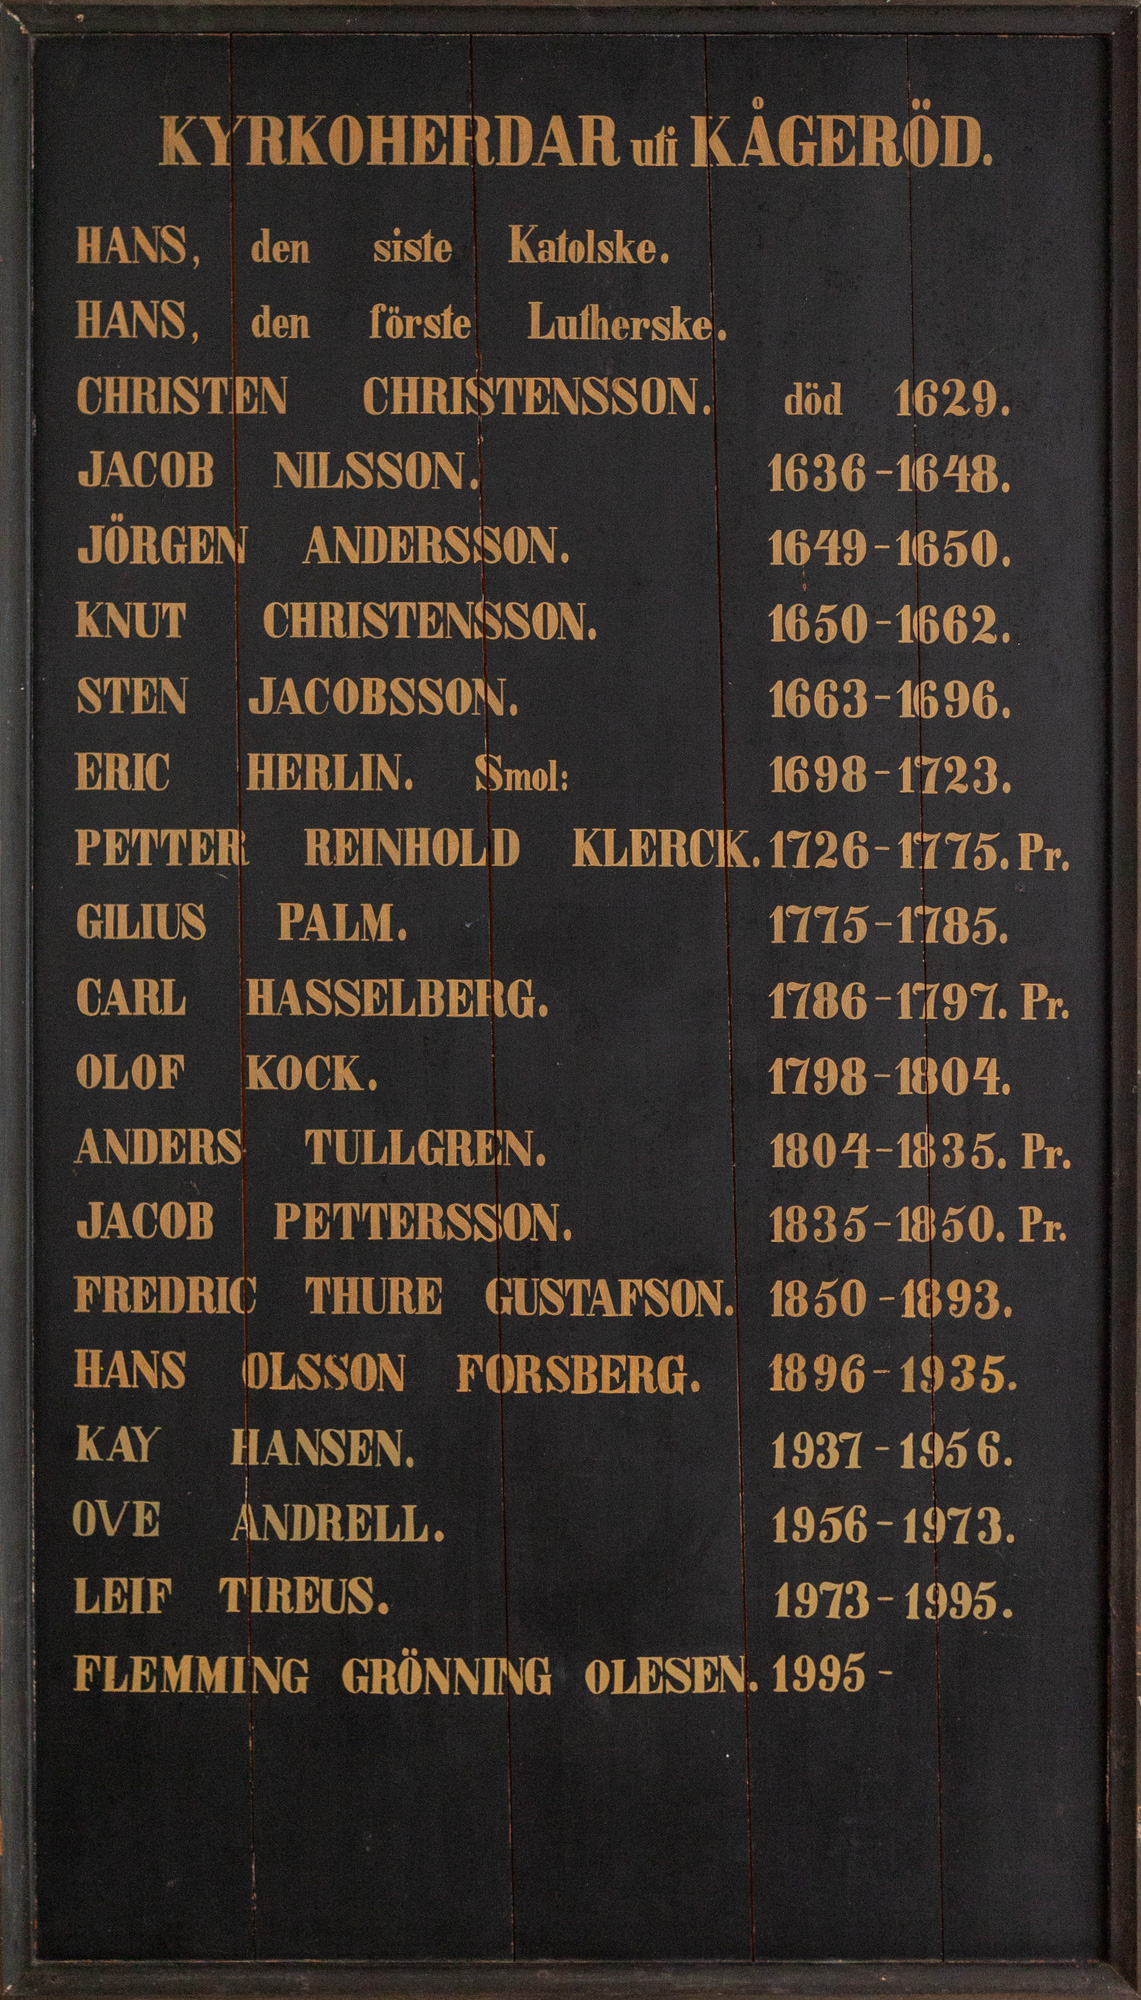 KYRKOHERDAR uti KÅGERÖD.
HANS, den siste Katolske.
HANS, den förste Lutherske.
CHRISTEN CHRISTENSSON. död 1629.
JACOB NILSSON. 1636-1648.
JÖRGEN ANDERSSON. 1649-1650.
KNUT CHRISTENSSON. 1650-1662.
STEN JACOBSSON. 1663-1696.
ERIC HERLIN. Smol: 1698-1723.
PETTER REINHOLD KLERCK. 1726-1775. Pr.
GILIUS PALM. 1775-1785.
CARL HASSELBERG. 1786-1797. Pr.
OLOF KOCK. 1798-1804.
ANDERS TULLGREN. 1804-1835. Pr.
JACOB PETTERSSON. 1835-1850. Pr.
FREDRIC THURE GUSTAFSON. 1850-1893.
HANS OLSSON FORSBERG. 1896-1935.
KAY HANSEN. 1937-1956.
OVE ANDRELL. 1956-1973.
LEIF TIREUS. 1973-1995.
FLEMMING GRÖNNING OLESEN. 1995-